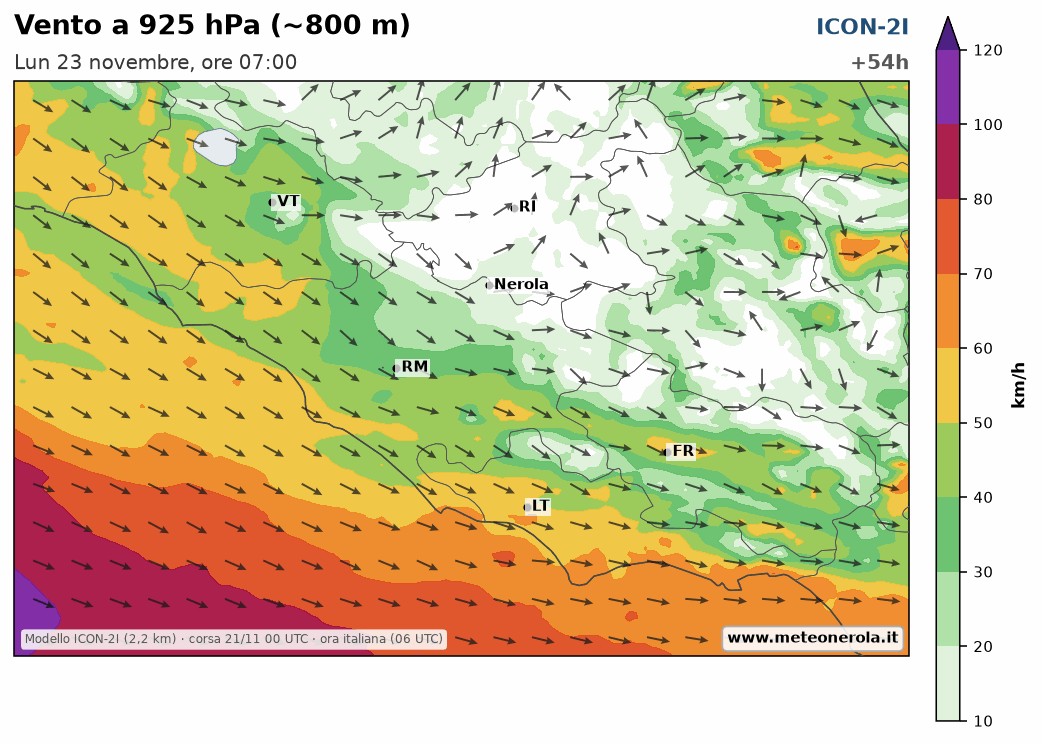 Vento a 925 hPa (~800 m)
ICON-2I
Lun 23 novembre, ore 07:00
+54h
120
100
80
70
60
50
40
30
20
10
km/h
VT
RI
Nerola
RM
FR
LT
Modello ICON-2I (2,2 km) · corsa 21/11 00 UTC · ora italiana (06 UTC)
www.meteonerola.it